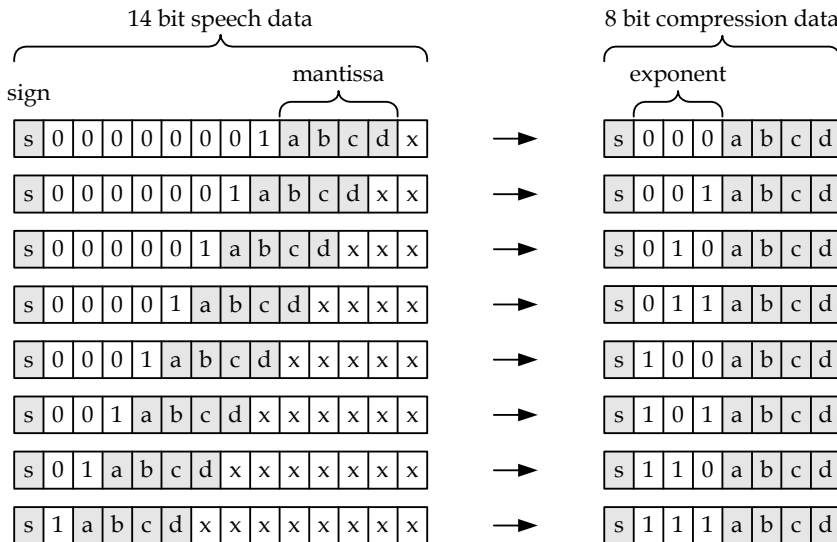 14 bit speech data 8 bit compression data
mantissa exponent
sign
s 0 0 0 0 0 0 0 1 a b c d x s 0 0 0 a b c d
s 0 0 0 0 0 0 1 a b c d x x s 0 0 1 a b c d
s 0 0 0 0 0 1 a b c d x x x s 0 1 0 a b c d
s 0 0 0 0 1 a b c d x x x x s 0 1 1 a b c d
s 0 0 0 1 a b c d x x x x x s 1 0 0 a b c d
s 0 0 1 a b c d x x x x x x s 1 0 1 a b c d
s 0 1 a b c d x x x x x x x s 1 1 0 a b c d
s 1 a b c d x x x x x x x x s 1 1 1 a b c d